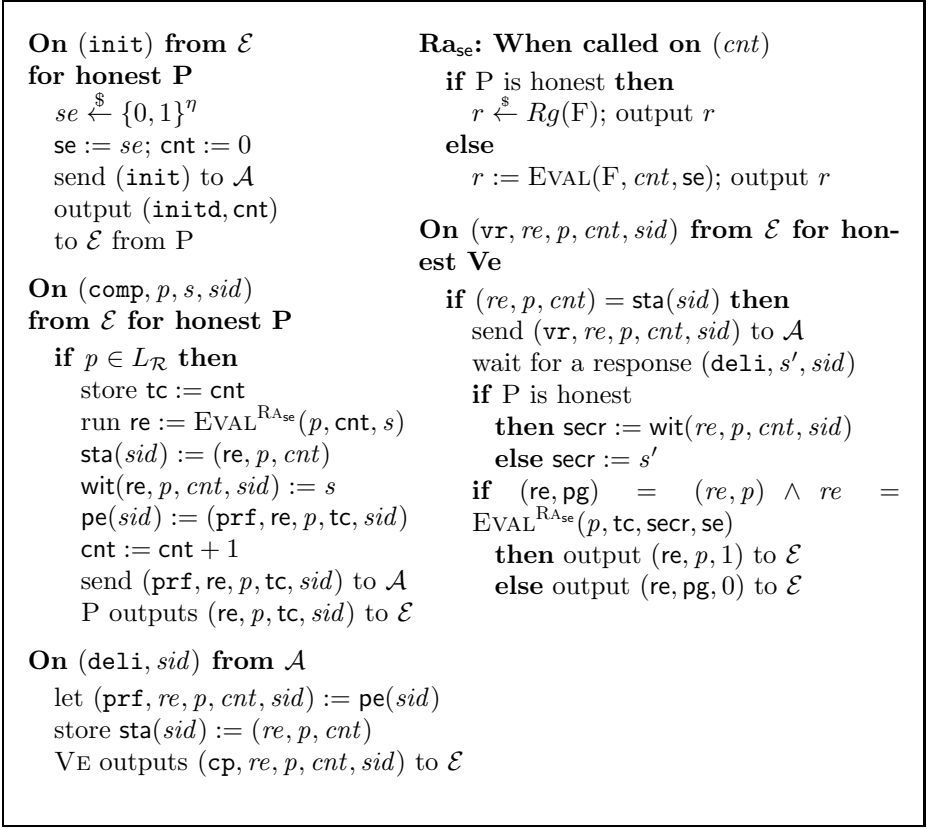 On (init) from ℰ
for honest P
se ←$ {0,1}^η
se := se; cnt := 0
send (init) to 𝒜
output (initd, cnt)
to ℰ from P
On (comp, p, s, sid)
from ℰ for honest P
if p ∈ L_ℛ then
store tc := cnt
run re := EVAL^{RA_se}(p, cnt, s)
sta(sid) := (re, p, cnt)
wit(re, p, cnt, sid) := s
pe(sid) := (prf, re, p, tc, sid)
cnt := cnt + 1
send (prf, re, p, tc, sid) to 𝒜
P outputs (re, p, tc, sid) to ℰ
On (deli, sid) from 𝒜
let (prf, re, p, cnt, sid) := pe(sid)
store sta(sid) := (re, p, cnt)
VE outputs (cp, re, p, cnt, sid) to ℰ
Ra_se: When called on (cnt)
if P is honest then
r ←$ Rg(F); output r
else
r := EVAL(F, cnt, se); output r
On (vr, re, p, cnt, sid) from ℰ for hon-
est Ve
if (re, p, cnt) = sta(sid) then
send (vr, re, p, cnt, sid) to 𝒜
wait for a response (deli, s′, sid)
if P is honest
then secr := wit(re, p, cnt, sid)
else secr := s′
if (re, pg) = (re, p) ∧ re =
EVAL^{RA_se}(p, tc, secr, se)
then output (re, p, 1) to ℰ
else output (re, pg, 0) to ℰ